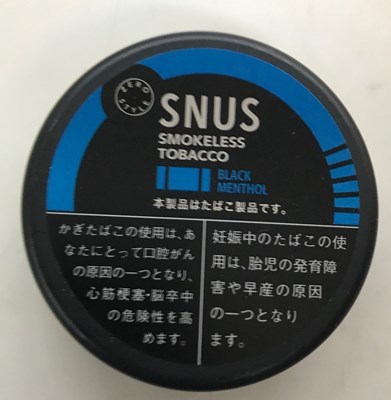 ZERO STYLE
SNUS
SMOKELESS
TOBACCO
BLACK
MENTHOL
本製品はたばこ製品です。
かぎたばこの使用は、あ
なたにとって口腔がん
の原因の一つとなり、
心筋梗塞・脳卒中
の危険性を高
めます。
妊娠中のたばこの使
用は、胎児の発育障
害や早産の原因
の一つとなり
ます。